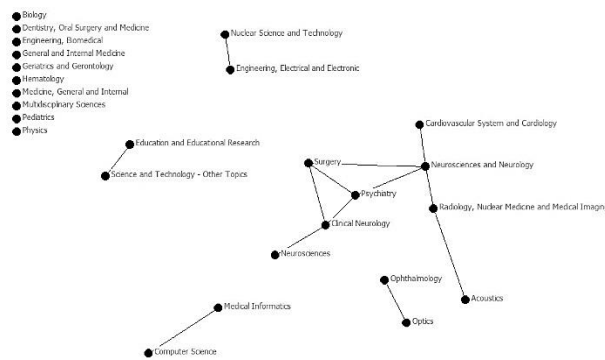 Biology
Dentistry, Oral Surgery and Medicine
Engineering, Biomedical
General and Internal Medicine
Geriatrics and Gerontology
Hematology
Medicine, General and Internal
Multidiscplinary Sciences
Pediatrics
Physics
Nuclear Science and Technology
Engineering, Electrical and Electronic
Cardiovascular System and Cardiology
Education and Educational Research
Surgery
Neurosciences and Neurology
Science and Technology - Other Topics
Psychiatry
Radiology, Nuclear Medicine and Medical Imagin
Clinical Neurology
Neurosciences
Ophthalmology
Acoustics
Medical Informatics
Optics
Computer Science